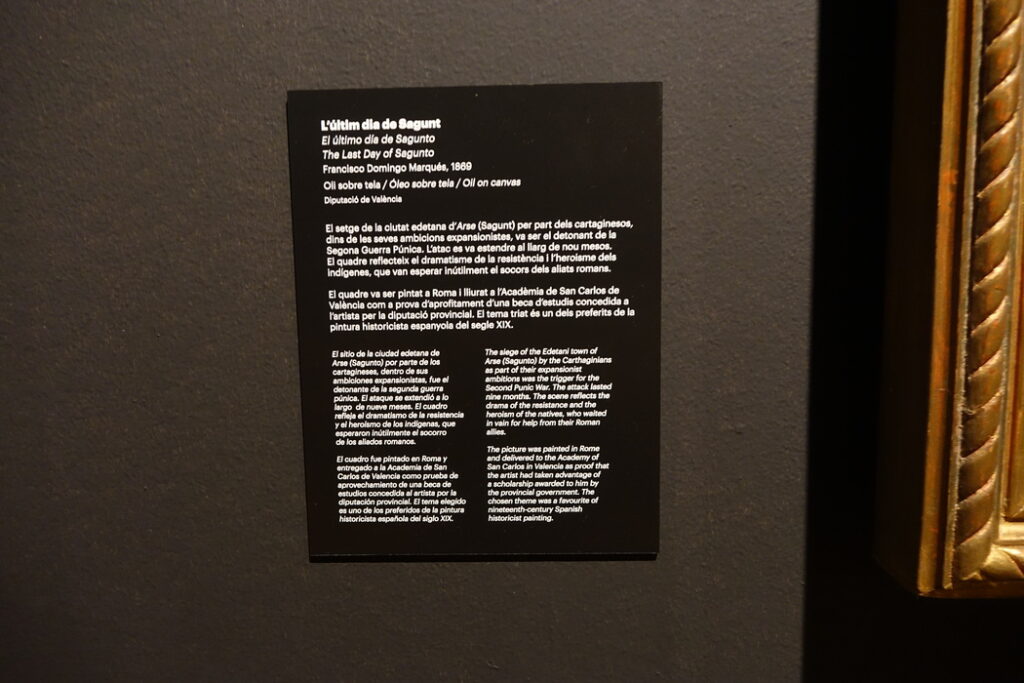 L'últim dia de Sagunt
El último día de Sagunto
The Last Day of Sagunto
Francisco Domingo Marqués, 1869
Oli sobre tela / Óleo sobre tela / Oil on canvas
Diputació de València
El setge de la ciutat edetana d'Arse (Sagunt) per part dels cartaginesos,
dins de les seves ambicions expansionistes, va ser el detonant de la
Segona Guerra Púnica. L'atac es va estendre al llarg de nou mesos.
El quadre reflecteix el dramatisme de la resistència i l'heroisme dels
indígenes, que van esperar inútilment el socors dels aliats romans.
El quadre va ser pintat a Roma i lliurat a l'Acadèmia de San Carlos de
València com a prova d'aprofitament d'una beca d'estudis concedida a
l'artista per la diputació provincial. El tema triat és un dels preferits de la
pintura historicista espanyola del segle XIX.
El sitio de la ciudad edetana de
Arse (Sagunto) por parte de los
cartagineses, dentro de sus
ambiciones expansionistas, fue el
detonante de la segunda guerra
púnica. El ataque se extendió a lo
largo de nueve meses. El cuadro
refleja el dramatismo de la resistencia
y el heroísmo de los indígenas, que
esperaron inútilmente el socorro
de los aliados romanos.
El cuadro fue pintado en Roma y
entregado a la Academia de San
Carlos de Valencia como prueba de
aprovechamiento de una beca de
estudios concedida al artista por la
diputación provincial. El tema elegido
es uno de los preferidos de la pintura
historicista española del siglo XIX.
The siege of the Edetani town of
Arse (Sagunto) by the Carthaginians
as part of their expansionist
ambitions was the trigger for the
Second Punic War. The attack lasted
nine months. The scene reflects the
drama of the resistance and the
heroism of the natives, who waited
in vain for help from their Roman
allies.
The picture was painted in Rome
and delivered to the Academy of
San Carlos in Valencia as proof that
the artist had taken advantage of
a scholarship awarded to him by
the provincial government. The
chosen theme was a favourite of
nineteenth-century Spanish
historicist painting.